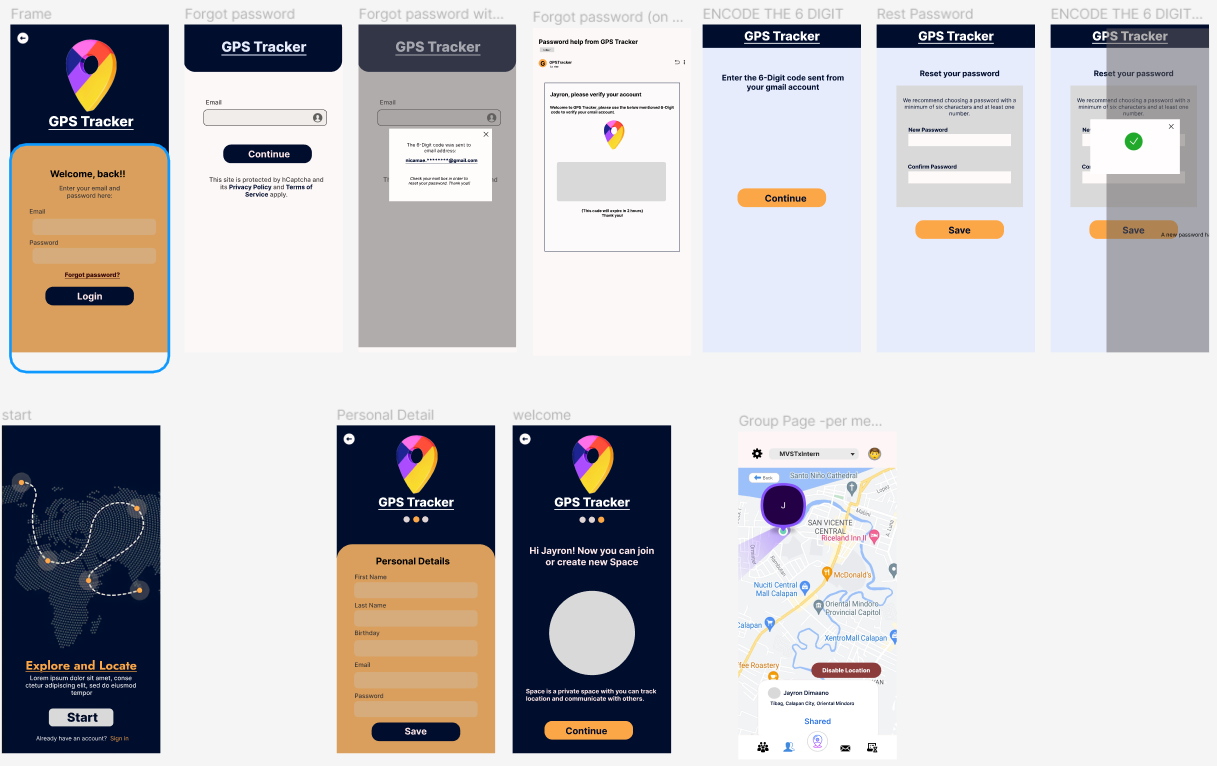 Frame
GPS Tracker
Welcome, back!!
Enter your email and
password here:
Email
Password
Forgot password?
Login
Forgot password
GPS Tracker
Email
Continue
This site is protected by hCaptcha and
its Privacy Policy and Terms of
Service apply.
Forgot password wit...
GPS Tracker
Email
The 6-Digit code was sent to
email address:
nicamae.********@gmail.com
Check your mail box in order to
reset your password. Thank you!!
Th
nd
Forgot password (on ...
Password help from GPS Tracker
GPSTracker
Jayron, please verify your account
Welcome to GPS Tracker, please use the below mentioned 6-Digit
code to verify your email account.
(This code will expire in 2 hours)
Thank you!
ENCODE THE 6 DIGIT
GPS Tracker
Enter the 6-Digit code sent from
your gmail account
Continue
Rest Password
GPS Tracker
Reset your password
We recommend choosing a password with a
minimum of six characters and at least one
number.
New Password
Confirm Password
Save
ENCODE THE 6 DIGIT...
GPS Tracker
Reset your password
We recommend choosing a password with a
minimum of six characters and at least one
number.
Ne
Co
Save
A new password h
start
Explore and Locate
Lorem ipsum dolor sit amet, conse
ctetur adipiscing elit, sed do eiusmod
tempor
Start
Already have an account? Sign in
Personal Detail
GPS Tracker
Personal Details
First Name
Last Name
Birthday
Email
Password
Save
welcome
GPS Tracker
Hi Jayron! Now you can join
or create new Space
Space is a private space with you can track
location and communicate with others.
Continue
Group Page -per me...
MVSTxIntern
Back
Santo Niño Cathedral
Lopez
J
SAN VICENTE
CENTRAL
Riceland Inn II
McDonald's
Nuciti Central
Mall Calapan
Oriental Mindoro
Provincial Capitol
Calapan
XentroMall Calapan
fee Roastery
Disable Location
Jayron Dimaano
Tibag, Calapan City, Oriental Mindoro
Shared